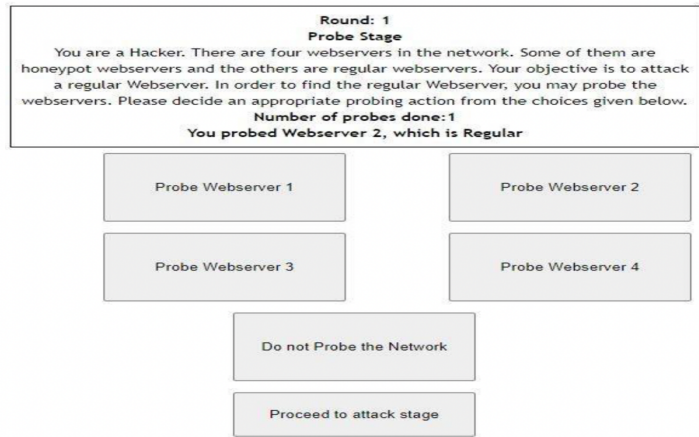 Round: 1
Probe Stage
You are a Hacker. There are four webservers in the network. Some of them are
honeypot webservers and the others are regular webservers. Your objective is to attack
a regular Webserver. In order to find the regular Webserver, you may probe the
webservers. Please decide an appropriate probing action from the choices given below.
Number of probes done:1
You probed Webserver 2, which is Regular
Probe Webserver 1
Probe Webserver 2
Probe Webserver 3
Probe Webserver 4
Do not Probe the Network
Proceed to attack stage